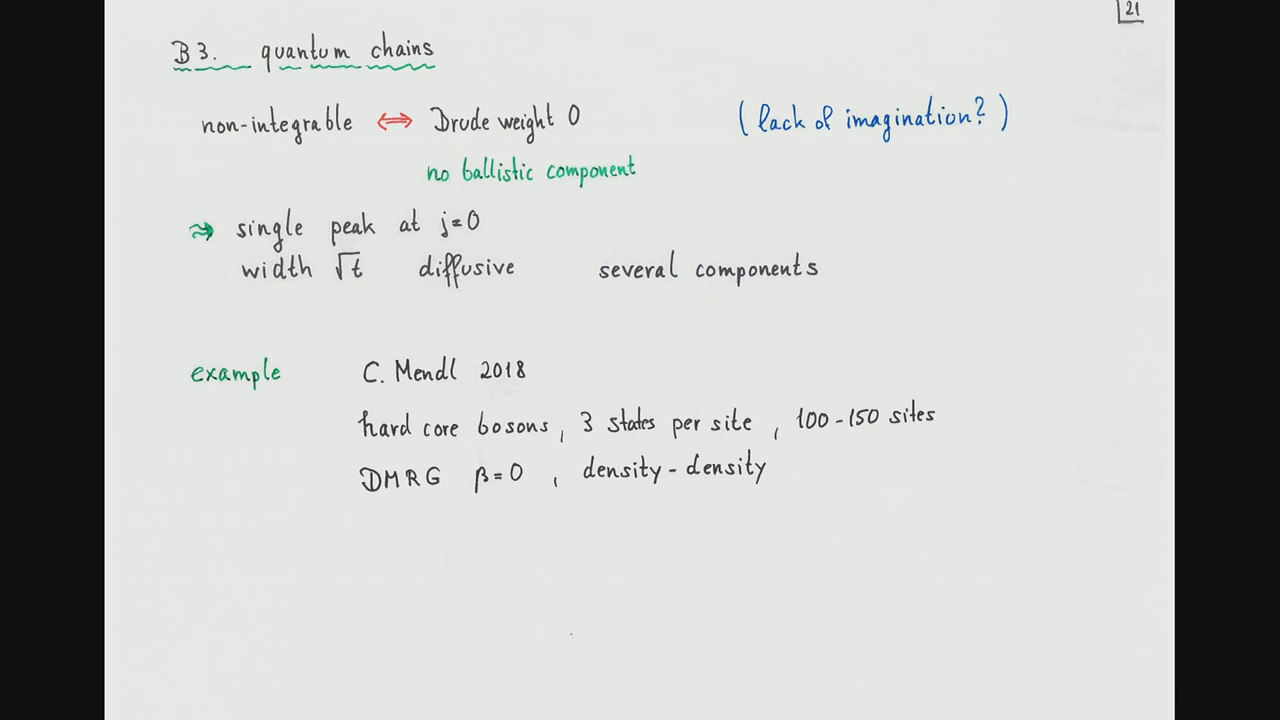 21
B3. quantum chains
non-integrable ⟺ Drude weight 0 (lack of imagination?)
no ballistic component
⇝ single peak at j=0
width √t diffusive several components
example C. Mendl 2018
hard core bosons, 3 states per site, 100-150 sites
DMRG β=0, density-density